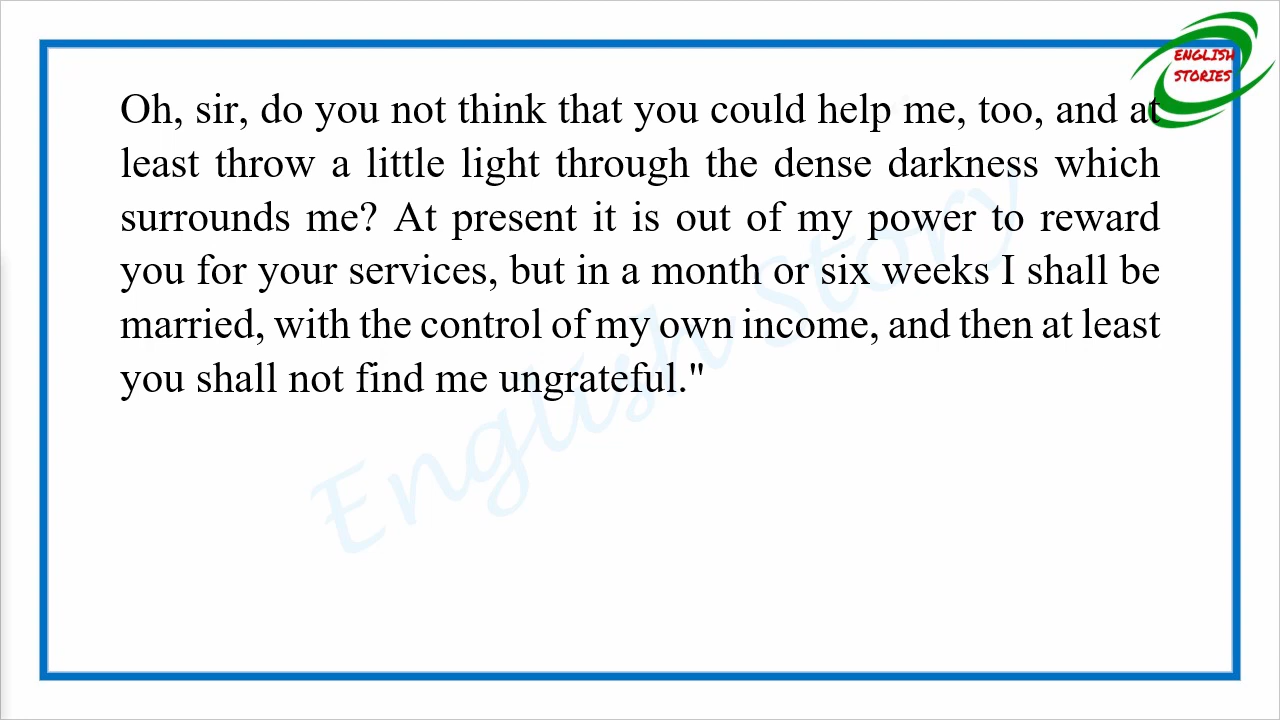 ENGLISH
STORIES
Oh, sir, do you not think that you could help me, too, and at
least throw a little light through the dense darkness which
surrounds me? At present it is out of my power to reward
you for your services, but in a month or six weeks I shall be
married, with the control of my own income, and then at least
you shall not find me ungrateful."
English Story